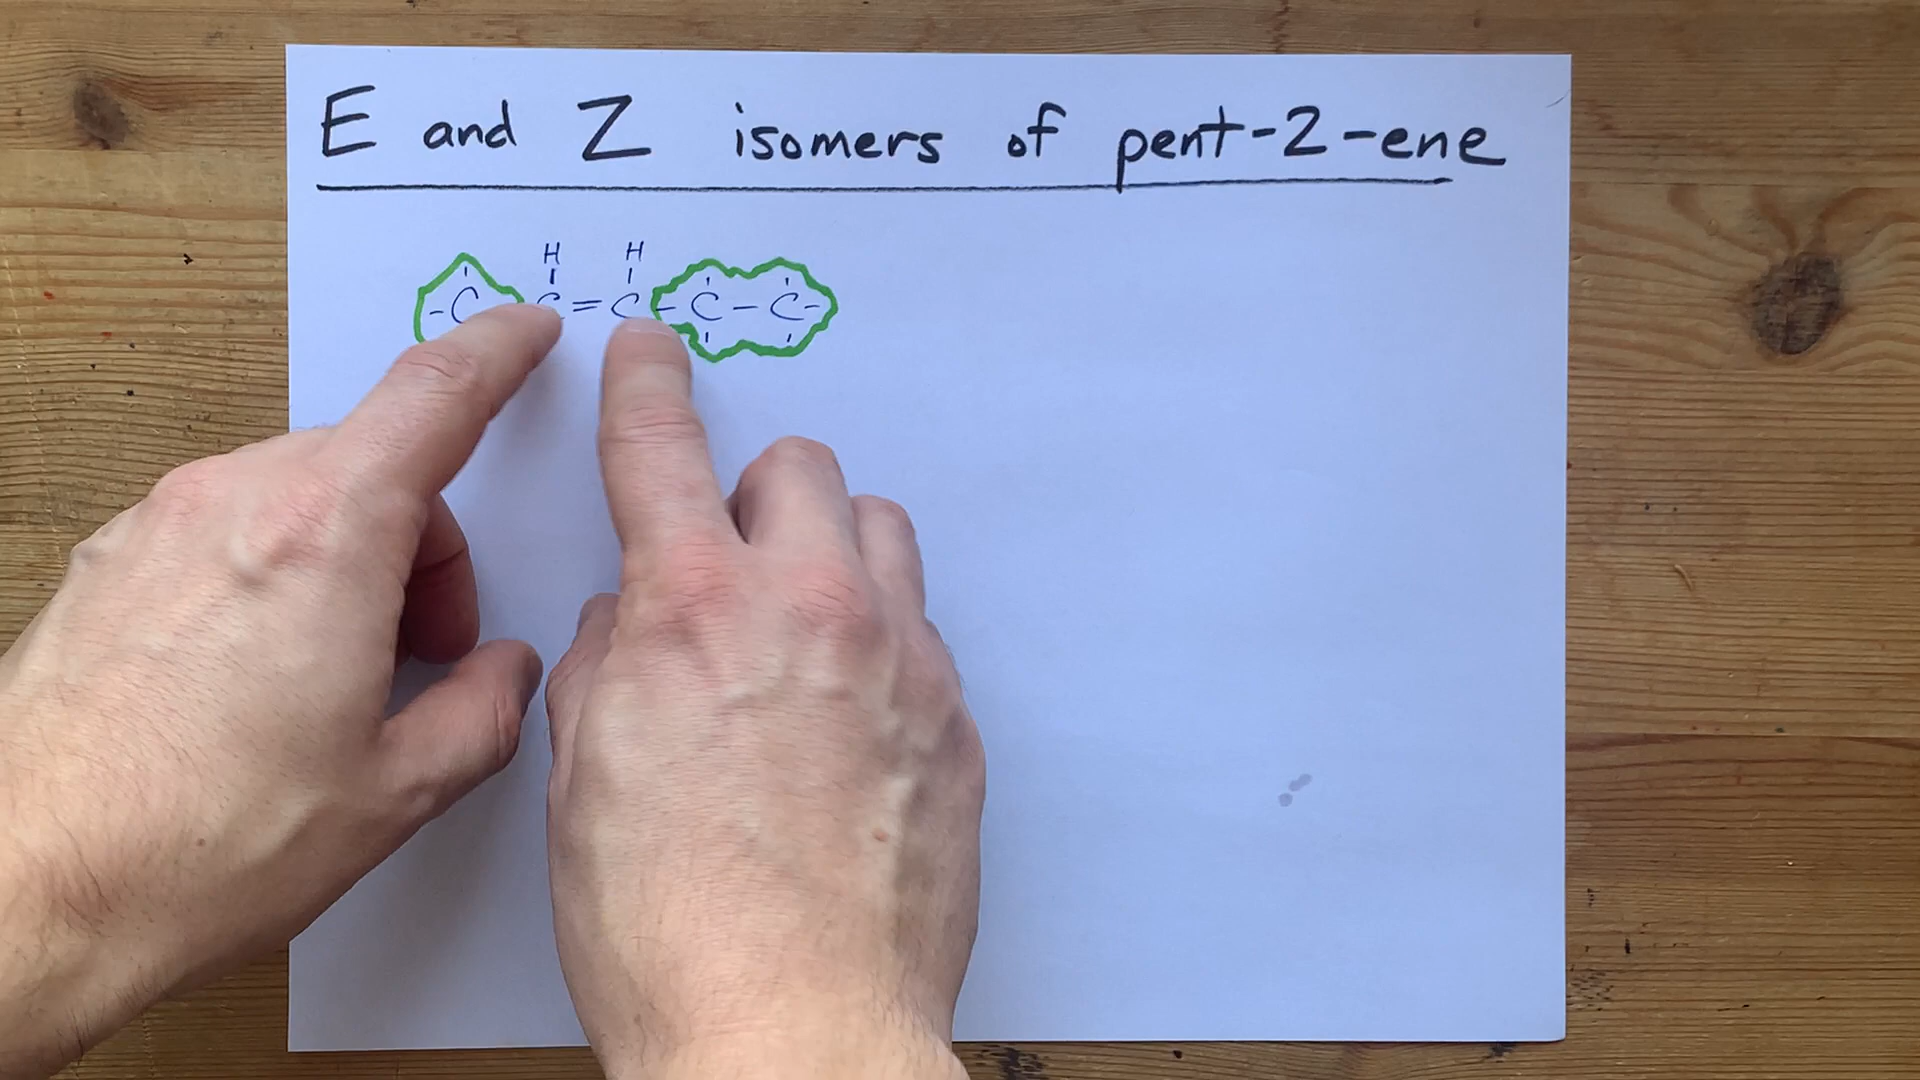 E and Z isomers of pent-2-ene
H H
-C C=C-C-C-